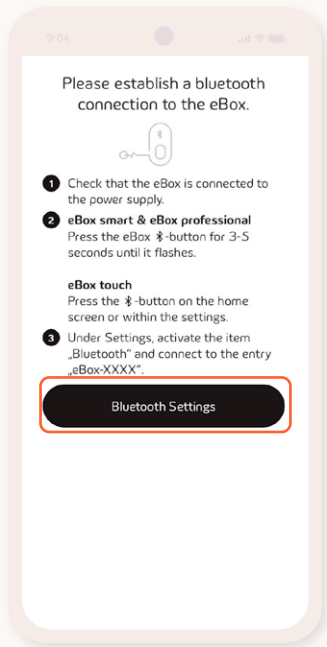 9:04
Please establish a bluetooth
connection to the eBox.
1 Check that the eBox is connected to
the power supply.
2 eBox smart & eBox professional
Press the eBox -button for 3-5
seconds until it flashes.
eBox touch
Press the -button on the home
screen or within the settings.
3 Under Settings, activate the item
„Bluetooth“ and connect to the entry
„eBox-XXXX“.
Bluetooth Settings